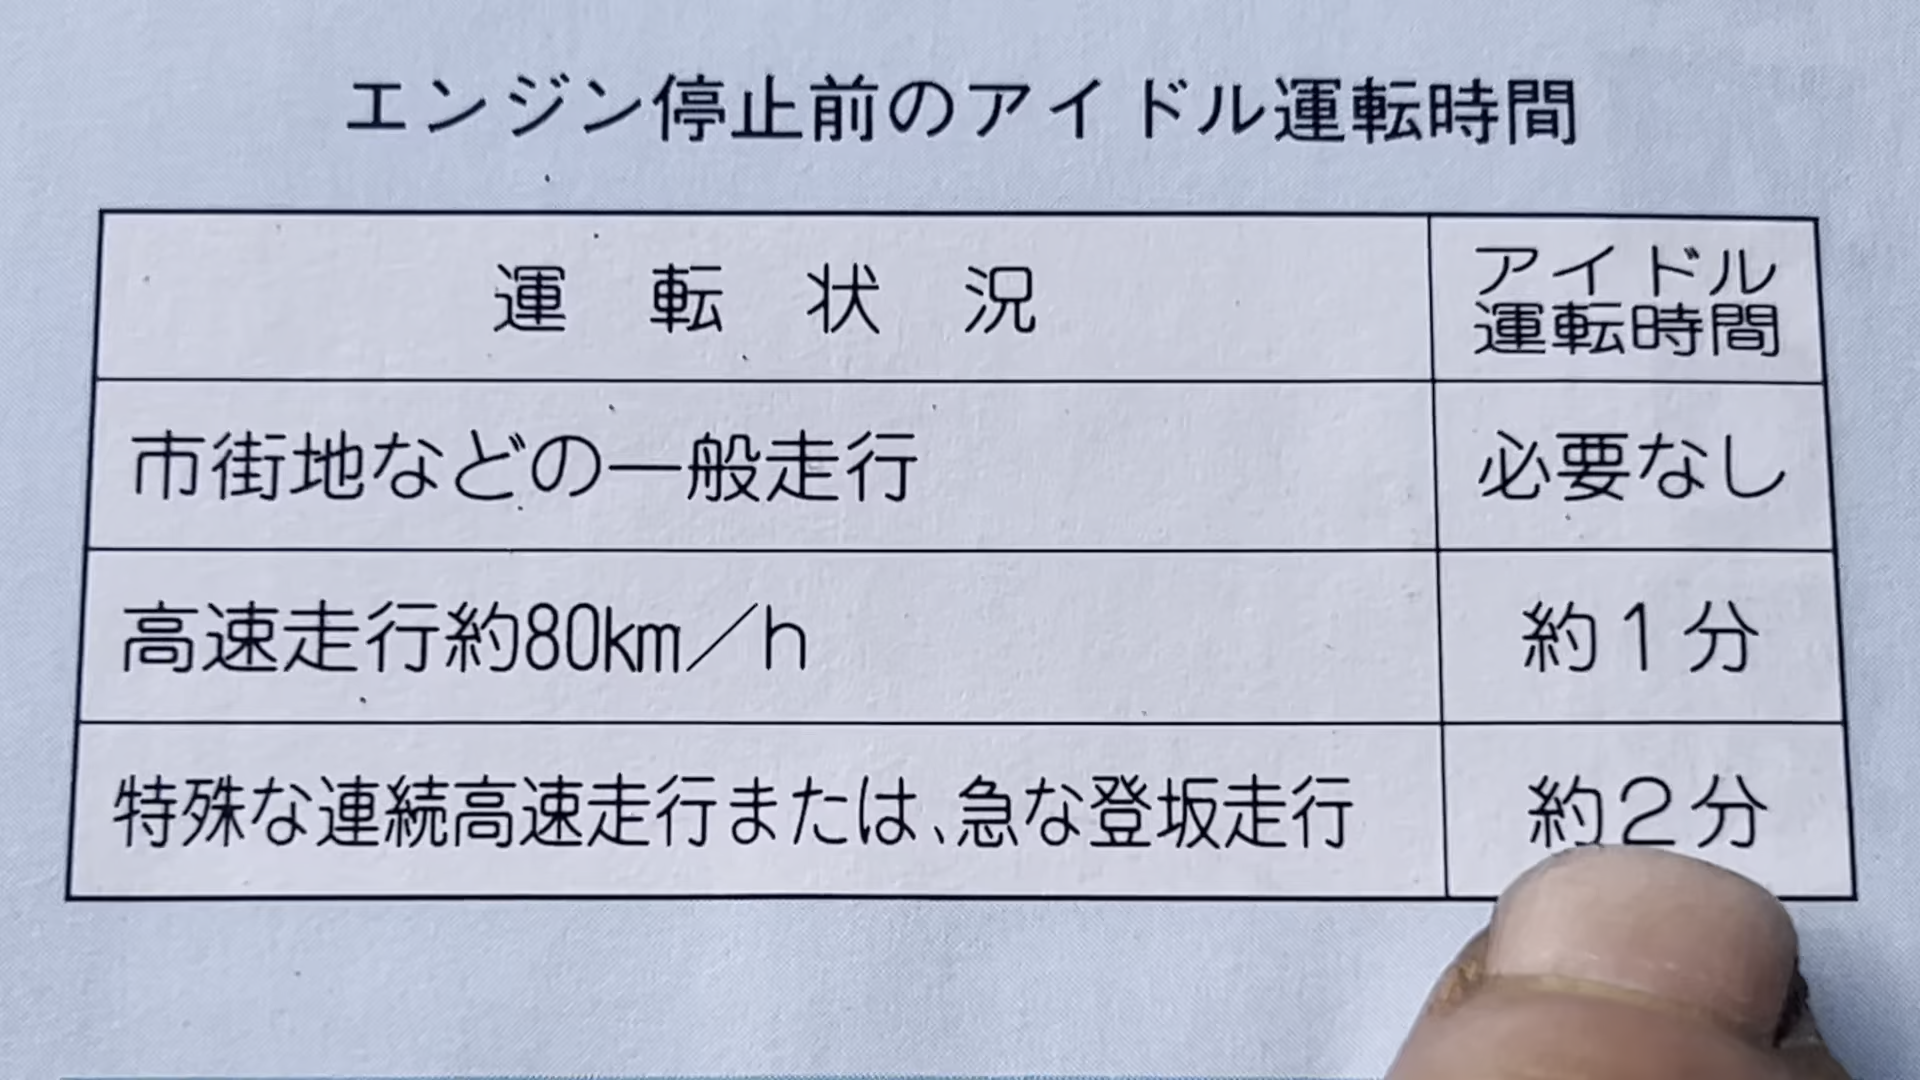 エンジン停止前のアイドル運転時間
運転状況
アイドル
運転時間
市街地などの一般走行
必要なし
高速走行約80km／h
約1分
特殊な連続高速走行または、急な登坂走行
約2分